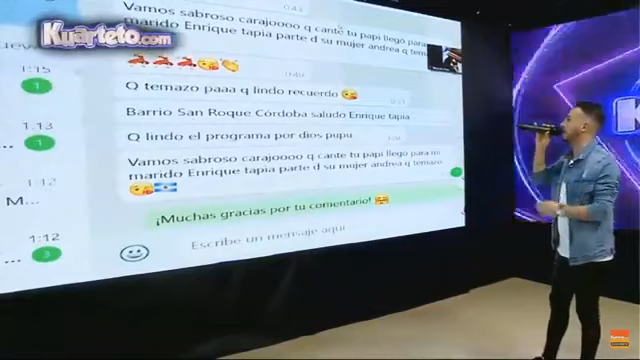 Kuarteto.com
0:43
Vamos sabroso carajoooo q cante tu papi llegó para
marido Enrique tapia parte d su mujer andrea q tem
1:15
1
Q temazo paaa q lindo recuerdo
Barrio San Roque Córdoba saludo Enrique tapia
1:13
1
Q lindo el programa por dios pupu
1:12
M...
Vamos sabroso carajoooo q cante tu papi llegó para mi
marido Enrique tapia parte d su mujer andrea q temazo
1:12
3
¡Muchas gracias por tu comentario!
Escribe un mensaje aquí